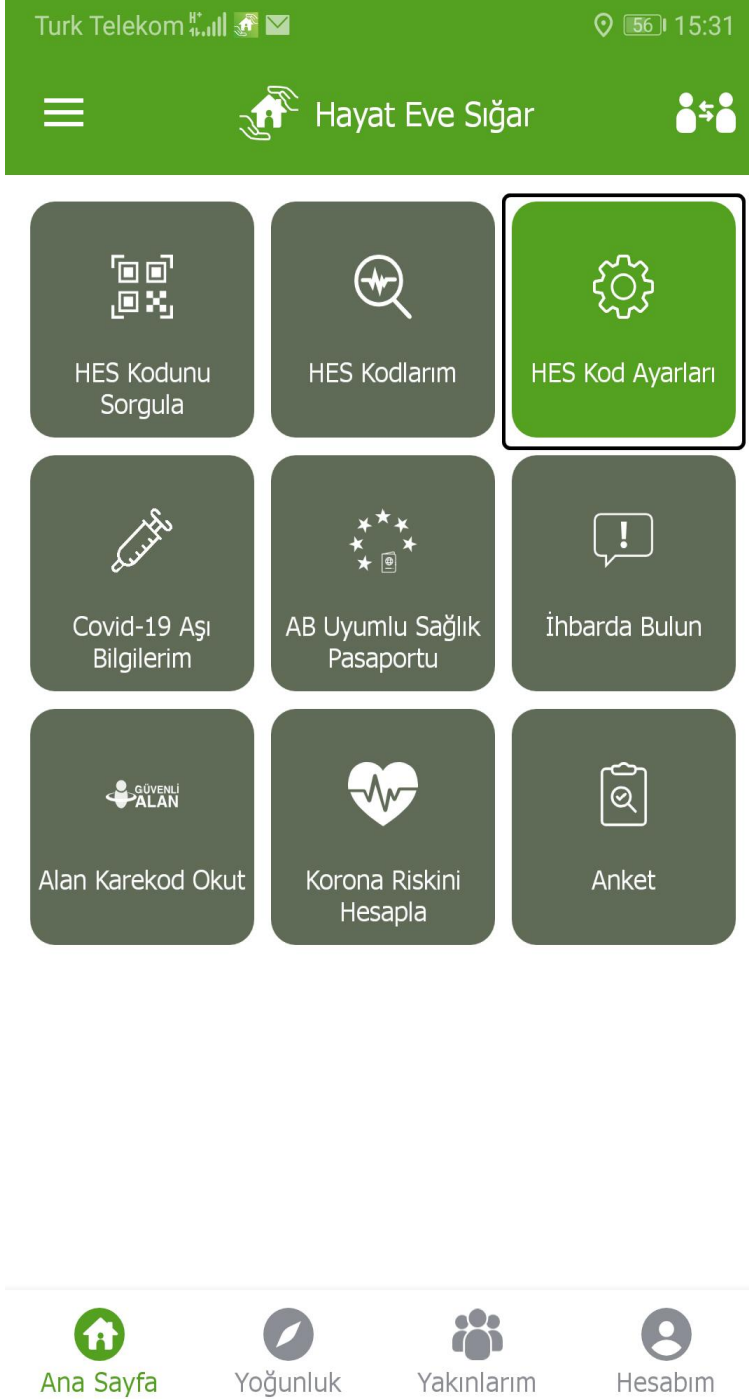 Turk Telekom H+ 56 15:31
Hayat Eve Sığar
HES Kodunu
Sorgula
HES Kodlarım
HES Kod Ayarları
Covid-19 Aşı
Bilgilerim
AB Uyumlu Sağlık
Pasaportu
!
İhbarda Bulun
GÜVENLİ
ALAN
Alan Karekod Okut
Korona Riskini
Hesapla
Anket
Ana Sayfa
Yoğunluk
Yakınlarım
Hesabım